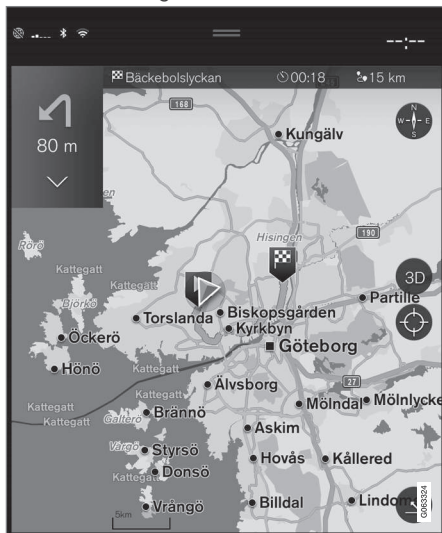 --:--
Bäckebolslyckan 00:18 15 km
80 m
168
Kungälv
N
W E
S
en
Rörö
Hisingen
190
Kattegatt
3D
Björkö
Partille
Torslanda
Biskopsgården
Kyrkbyn
Öckerö
Göteborg
Hönö
Kattegatt
27
Älvsborg
Kattegatt
Kattegatt
Brännö
Mölndal
Mölnlycke
Galterö
Askim
Vargö
Styrsö
Hovås
Kållered
Kattegatt
Donsö
Vrångö
Billdal
Lindom
5km
G063324